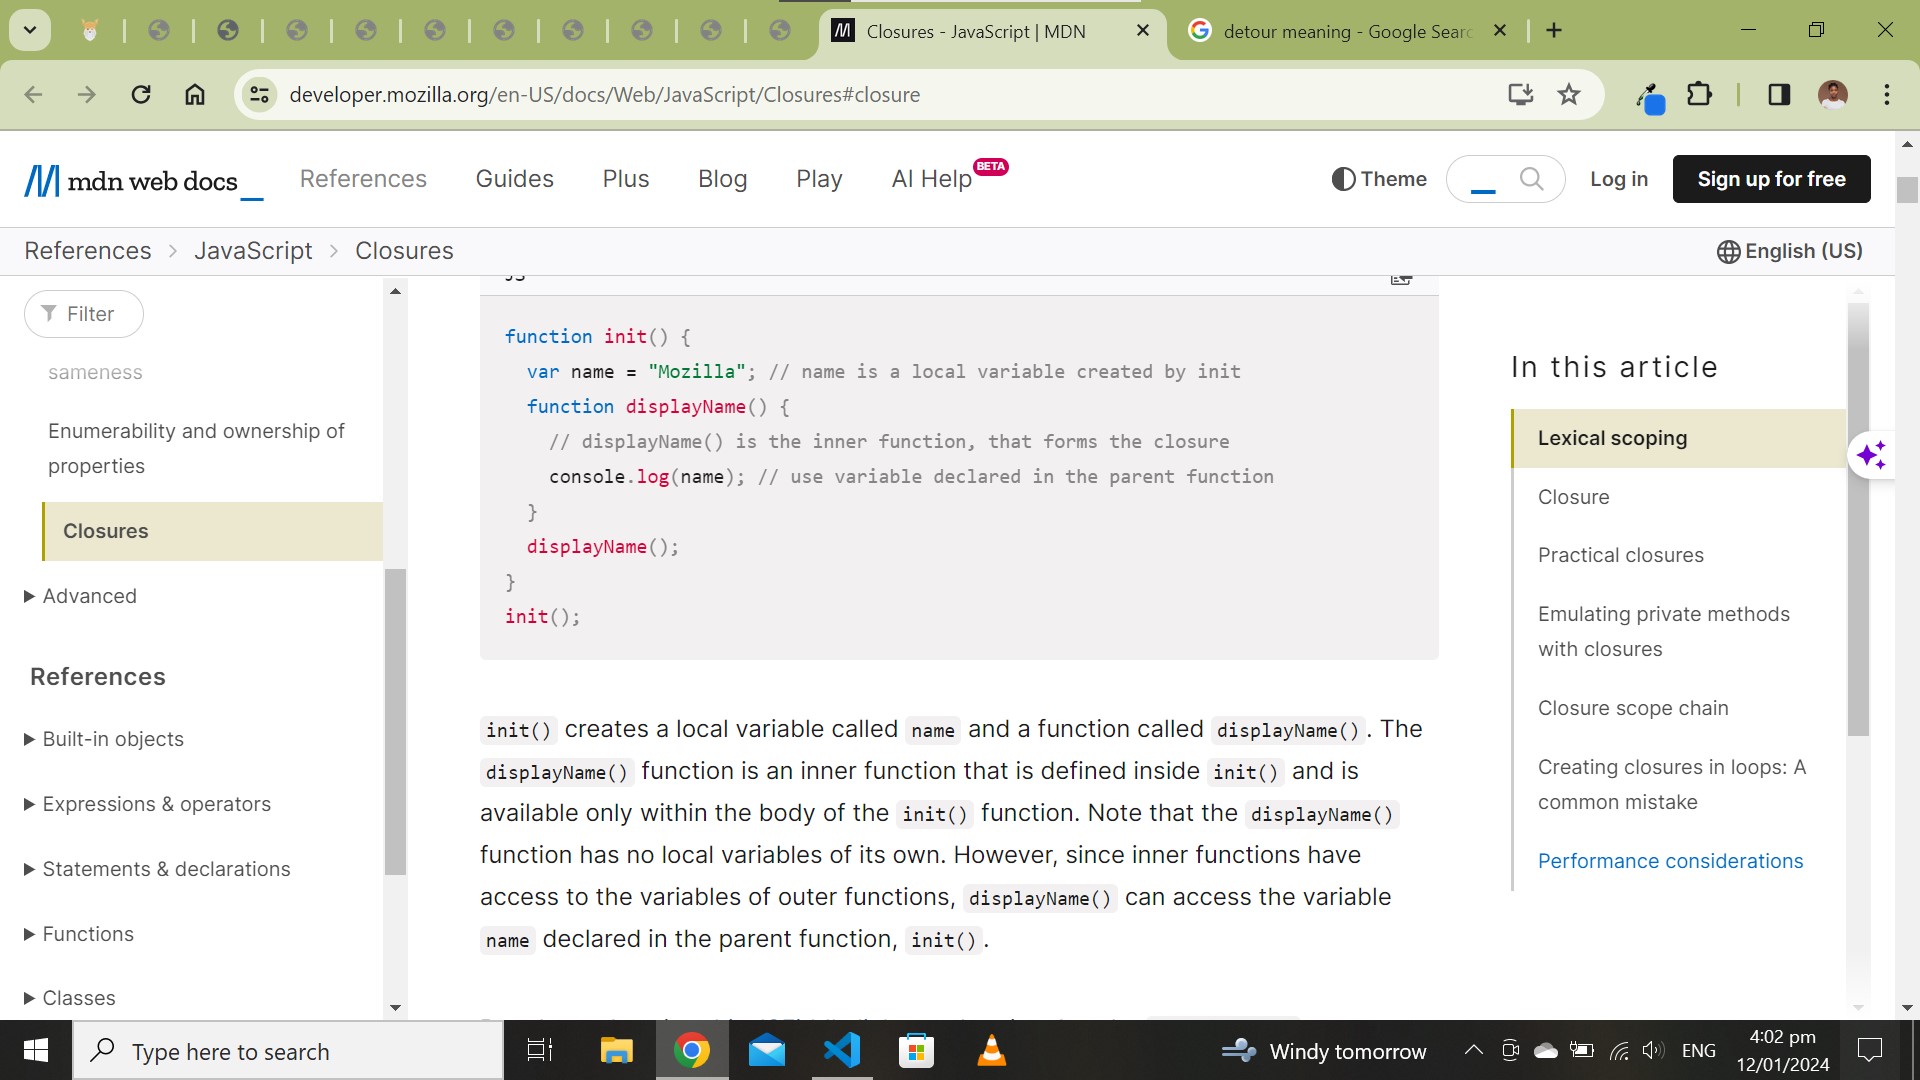 Closures - JavaScript | MDN
detour meaning - Google Searc
developer.mozilla.org/en-US/docs/Web/JavaScript/Closures#closure
mdn web docs_
References
Guides
Plus
Blog
Play
AI Help BETA
Theme
Log in
Sign up for free
References > JavaScript > Closures
English (US)
Filter
sameness
Enumerability and ownership of
properties
Closures
Advanced
References
Built-in objects
Expressions & operators
Statements & declarations
Functions
Classes
function init() {
var name = "Mozilla"; // name is a local variable created by init
function displayName() {
// displayName() is the inner function, that forms the closure
console.log(name); // use variable declared in the parent function
}
displayName();
}
init();
init() creates a local variable called name and a function called displayName(). The
displayName() function is an inner function that is defined inside init() and is
available only within the body of the init() function. Note that the displayName()
function has no local variables of its own. However, since inner functions have
access to the variables of outer functions, displayName() can access the variable
name declared in the parent function, init().
In this article
Lexical scoping
Closure
Practical closures
Emulating private methods
with closures
Closure scope chain
Creating closures in loops: A
common mistake
Performance considerations
Type here to search
Windy tomorrow
ENG
4:02 pm
12/01/2024